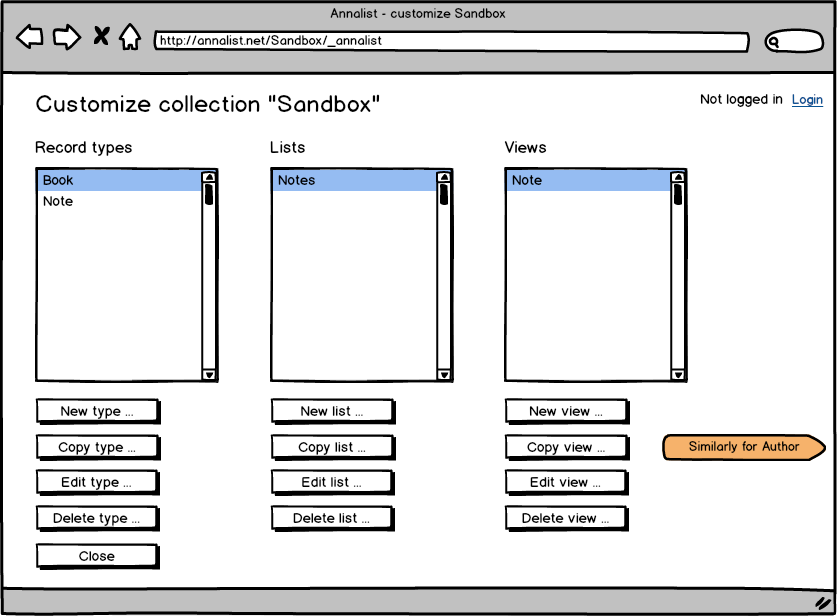 Annalist - customize Sandbox
http://annalist.net/Sandbox/_annalist
Customize collection "Sandbox"
Not logged in Login
Record types
Lists
Views
Book
Note
Notes
Note
New type ...
New list ...
New view ...
Copy type ...
Copy list ...
Copy view ...
Similarly for Author
Edit type ...
Edit list ...
Edit view ...
Delete type ...
Delete list ...
Delete view ...
Close